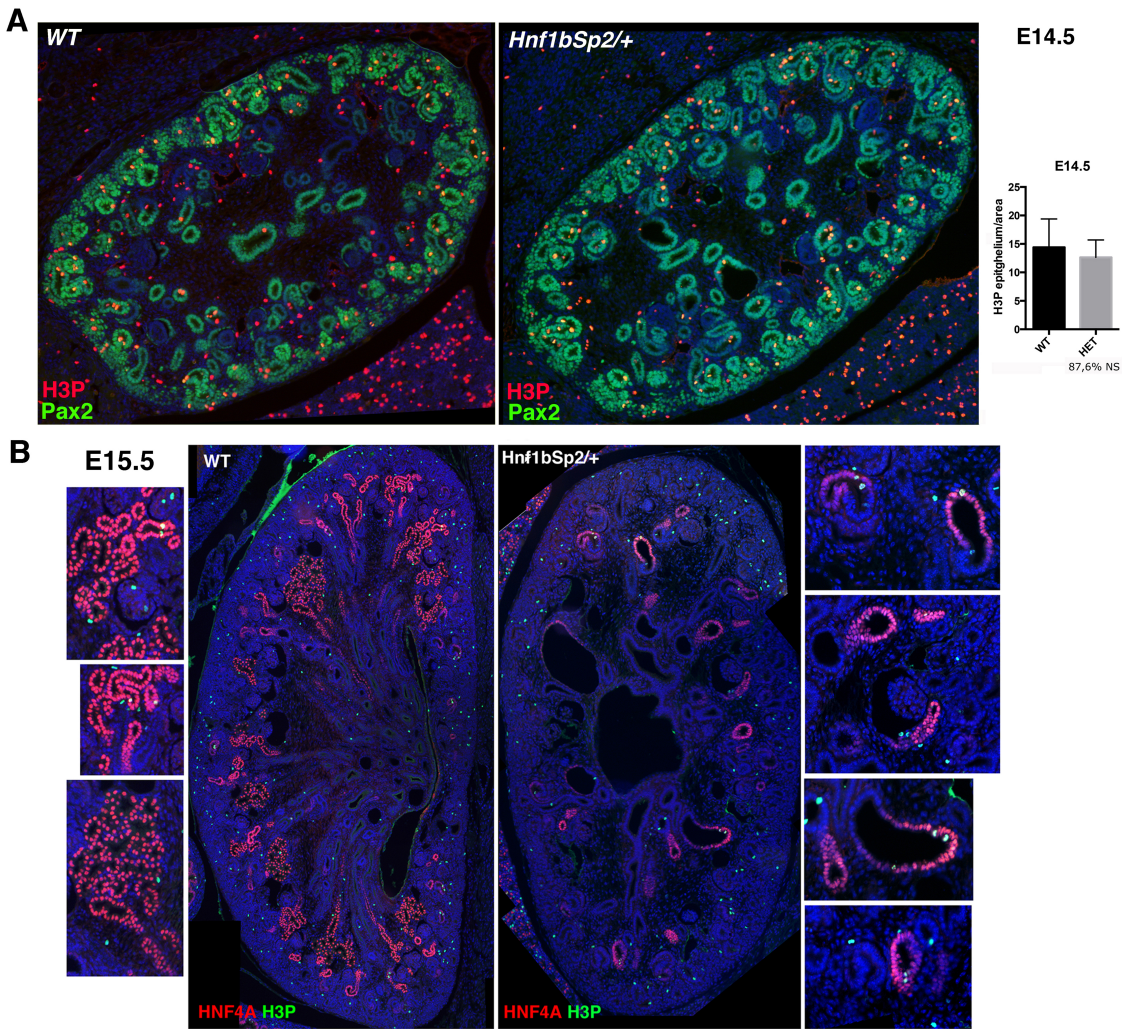 A
WT
Hnf1bSp2/+
E14.5
H3P
Pax2
H3P
Pax2
E14.5
H3P epitghelium/area
25
20
15
10
5
0
WT
HET
87,6% NS
B
E15.5
WT
Hnf1bSp2/+
HNF4A H3P
HNF4A H3P